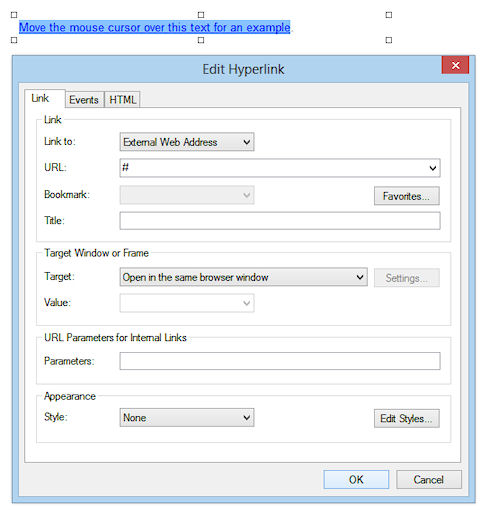 Move the mouse cursor over this text for an example.
Edit Hyperlink
Link Events HTML
Link
Link to: External Web Address
URL: #
Bookmark: Favorites...
Title:
Target Window or Frame
Target: Open in the same browser window Settings...
Value:
URL Parameters for Internal Links
Parameters:
Appearance
Style: None Edit Styles...
OK Cancel